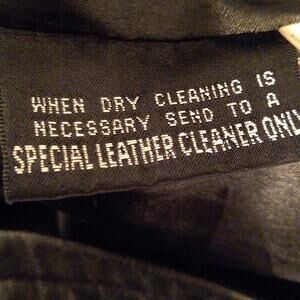 WHEN DRY CLEANING IS
NECESSARY SEND TO A
SPECIAL LEATHER CLEANER ONLY